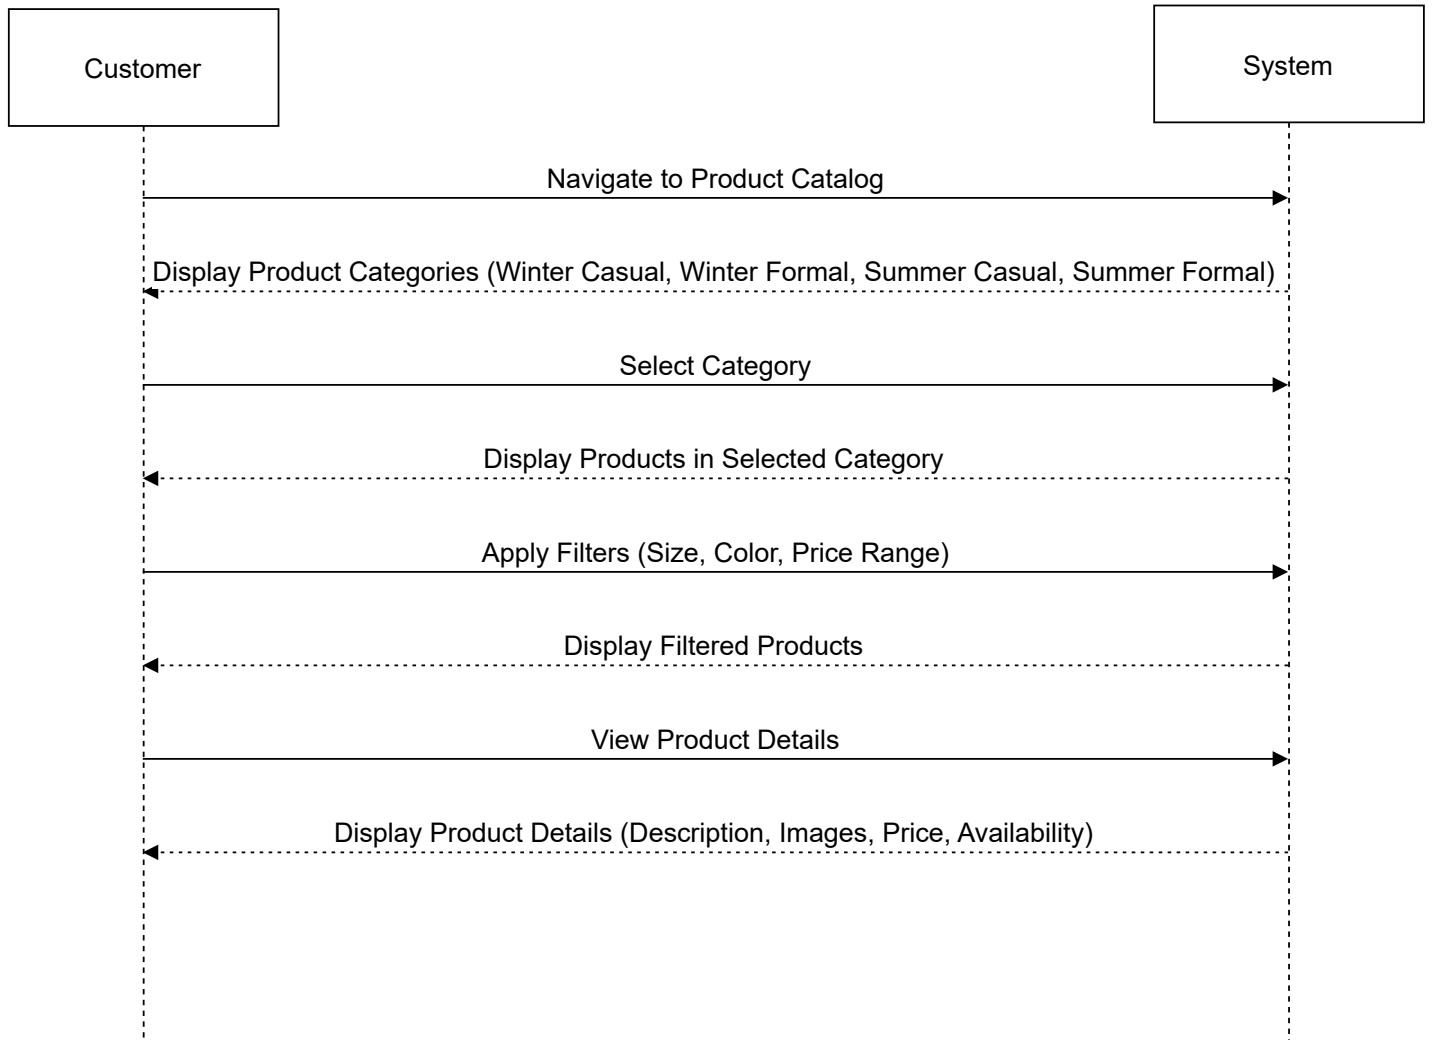 Customer
System
Navigate to Product Catalog
Display Product Categories (Winter Casual, Winter Formal, Summer Casual, Summer Formal)
Select Category
Display Products in Selected Category
Apply Filters (Size, Color, Price Range)
Display Filtered Products
View Product Details
Display Product Details (Description, Images, Price, Availability)